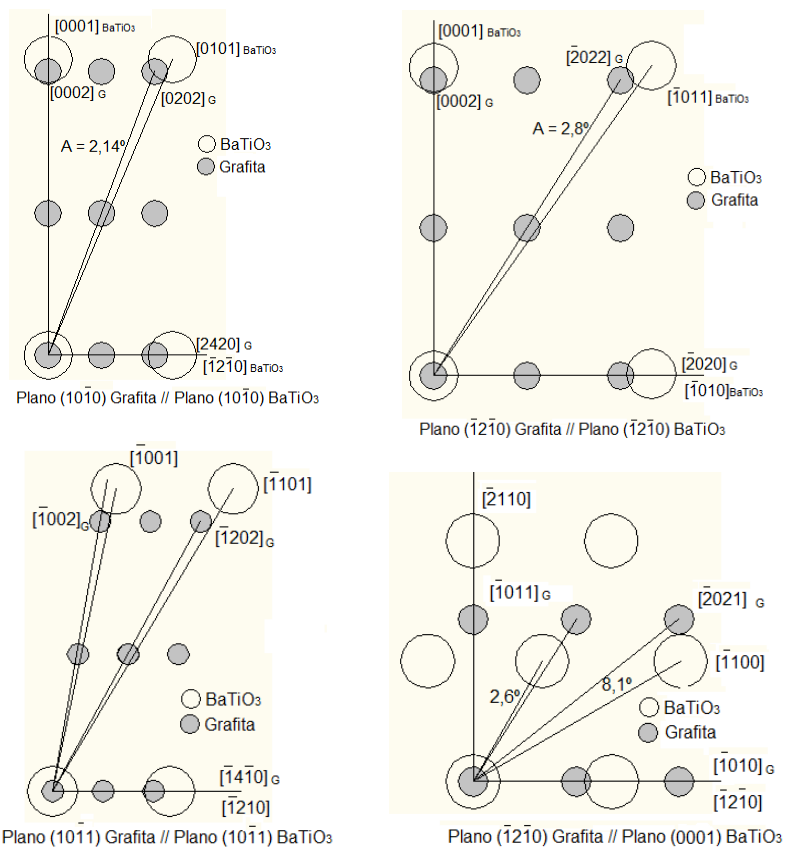 [0001] BaTiO₃
[0101] BaTiO₃
[0002] G
[0202] G
A = 2,14º
BaTiO₃
Grafita
[2420] G
[1̅21̅0] BaTiO₃
Plano (101̅0) Grafita // Plano (101̅0) BaTiO₃
[0001] BaTiO₃
[2̅022] G
[0002] G
[1̅011] BaTiO₃
A = 2,8º
BaTiO₃
Grafita
[2̅020] G
[1̅010]BaTiO₃
Plano (1̅21̅0) Grafita // Plano (1̅21̅0) BaTiO₃
[1̅001]
[1̅101]
[1̅002]G
[1̅202] G
BaTiO₃
Grafita
[1̅41̅0] G
[1̅210]
Plano (101̅1) Grafita // Plano (101̅1) BaTiO₃
[2̅110]
[1̅011] G
[2̅021] G
[1̅100]
2,6º
8,1º
BaTiO₃
Grafita
[1̅010] G
[1̅21̅0]
Plano (1̅21̅0) Grafita // Plano (0001) BaTiO₃